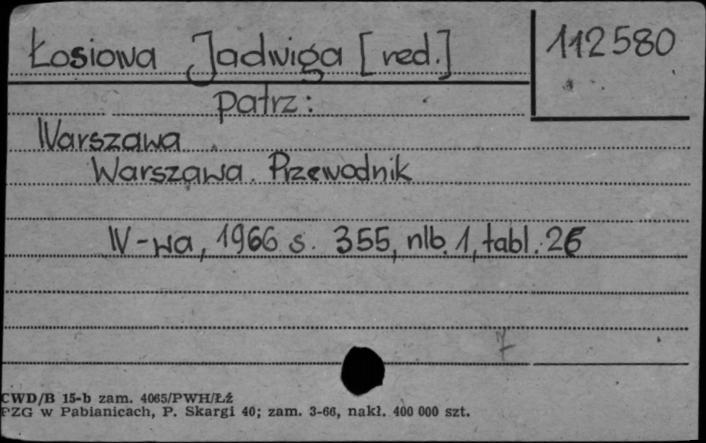 Łosiowa Jadwiga [red.]
112580
patrz:
Warszawa
Warszawa. Przewodnik
W-wa, 1966 s. 355, nlb. 1, tabl. 26
7
CWD/B 15-b zam. 4065/PWH/Łź
PZG w Pabianicach, P. Skargi 40; zam. 3-66, nakł. 400 000 szt.